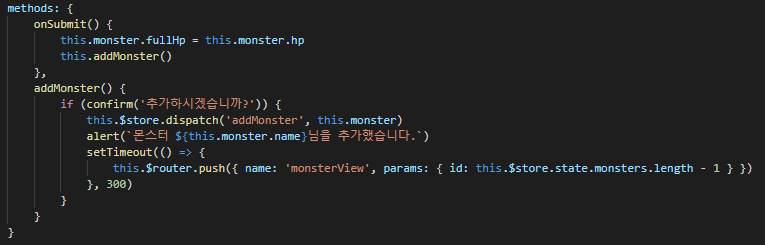 methods: {
onSubmit() {
this.monster.fullHp = this.monster.hp
this.addMonster()
},
addMonster() {
if (confirm('추가하시겠습니까?')) {
this.$store.dispatch('addMonster', this.monster)
alert(`몬스터 ${this.monster.name}님을 추가했습니다.`)
setTimeout(() => {
this.$router.push({ name: 'monsterView', params: { id: this.$store.state.monsters.length - 1 } })
}, 300)
}
}
}